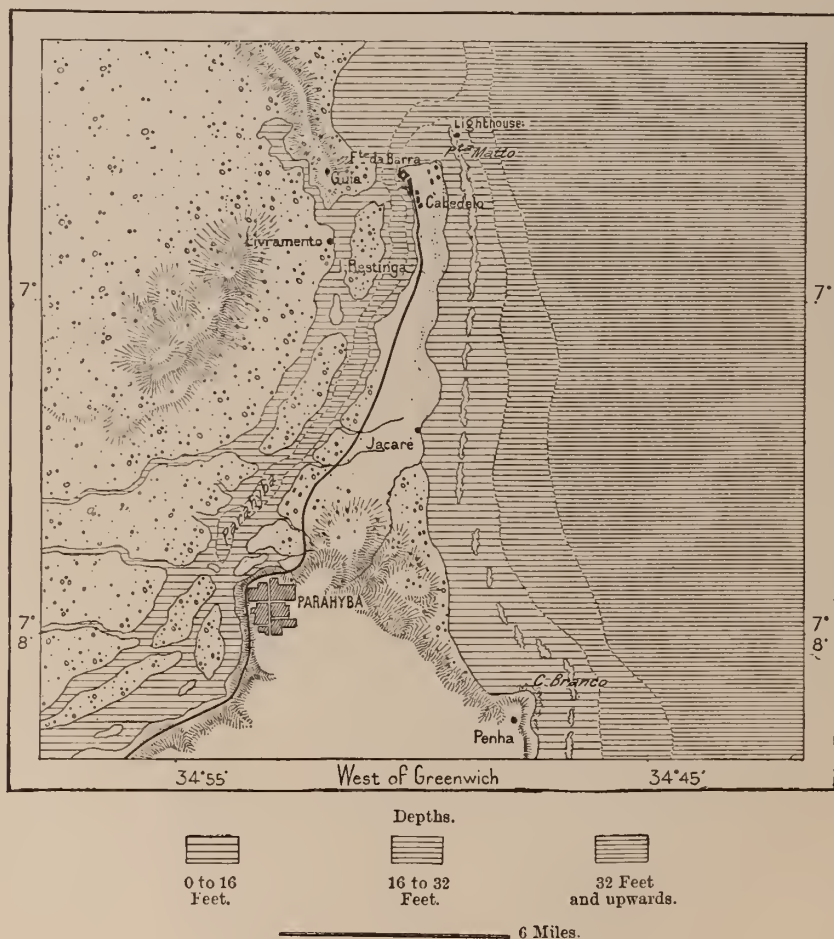 Lighthouse
Pta Matto
Fte da Barra
Guia
Cabedelo
Livramento
I. Restinga
7°
7°
Jacaré
Parahyba
PARAHYBA
7°
8'
7°
8'
C. Branco
Penha
34°55'
West of Greenwich
34°45'
Depths.
0 to 16
Feet.
16 to 32
Feet.
32 Feet
and upwards.
6 Miles.